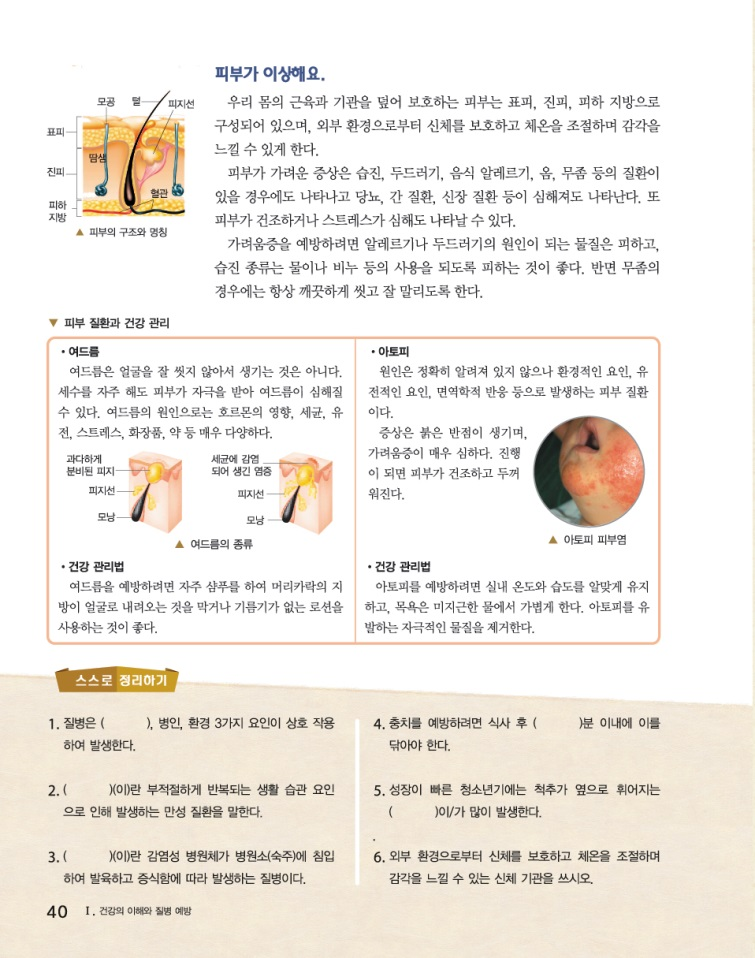 피부가 이상해요.
모공
털
피지선
표피
땀샘
진피
혈관
피하
지방
▲ 피부의 구조와 명칭
우리 몸의 근육과 기관을 덮어 보호하는 피부는 표피, 진피, 피하 지방으로
구성되어 있으며, 외부 환경으로부터 신체를 보호하고 체온을 조절하며 감각을
느낄 수 있게 한다.
피부가 가려운 증상은 습진, 두드러기, 음식 알레르기, 옴, 무좀 등의 질환이
있을 경우에도 나타나고 당뇨, 간 질환, 신장 질환 등이 심해져도 나타난다. 또
피부가 건조하거나 스트레스가 심해도 나타날 수 있다.
가려움증을 예방하려면 알레르기나 두드러기의 원인이 되는 물질은 피하고,
습진 종류는 물이나 비누 등의 사용을 되도록 피하는 것이 좋다. 반면 무좀의
경우에는 항상 깨끗하게 씻고 잘 말리도록 한다.
▼ 피부 질환과 건강 관리
• 여드름
여드름은 얼굴을 잘 씻지 않아서 생기는 것은 아니다.
세수를 자주 해도 피부가 자극을 받아 여드름이 심해질
수 있다. 여드름의 원인으로는 호르몬의 영향, 세균, 유
전, 스트레스, 화장품, 약 등 매우 다양하다.
과다하게
분비된 피지
피지선
모낭
세균에 감염
되어 생긴 염증
피지선
모낭
▲ 여드름의 종류
• 건강 관리법
여드름을 예방하려면 자주 샴푸를 하여 머리카락의 지
방이 얼굴로 내려오는 것을 막거나 기름기가 없는 로션을
사용하는 것이 좋다.
• 아토피
원인은 정확히 알려져 있지 않으나 환경적인 요인, 유
전적인 요인, 면역학적 반응 등으로 발생하는 피부 질환
이다.
증상은 붉은 반점이 생기며,
가려움증이 매우 심하다. 진행
이 되면 피부가 건조하고 두꺼
워진다.
▲ 아토피 피부염
• 건강 관리법
아토피를 예방하려면 실내 온도와 습도를 알맞게 유지
하고, 목욕은 미지근한 물에서 가볍게 한다. 아토피를 유
발하는 자극적인 물질을 제거한다.
스스로 정리하기
1. 질병은 (          ), 병인, 환경 3가지 요인이 상호 작용
하여 발생한다.
2. (          )(이)란 부적절하게 반복되는 생활 습관 요인
으로 인해 발생하는 만성 질환을 말한다.
3. (          )(이)란 감염성 병원체가 병원소(숙주)에 침입
하여 발육하고 증식함에 따라 발생하는 질병이다.
4. 충치를 예방하려면 식사 후 (          )분 이내에 이를
닦아야 한다.
5. 성장이 빠른 청소년기에는 척추가 옆으로 휘어지는
(          )이/가 많이 발생한다.
6. 외부 환경으로부터 신체를 보호하고 체온을 조절하며
감각을 느낄 수 있는 신체 기관을 쓰시오.
40 Ⅰ. 건강의 이해와 질병 예방